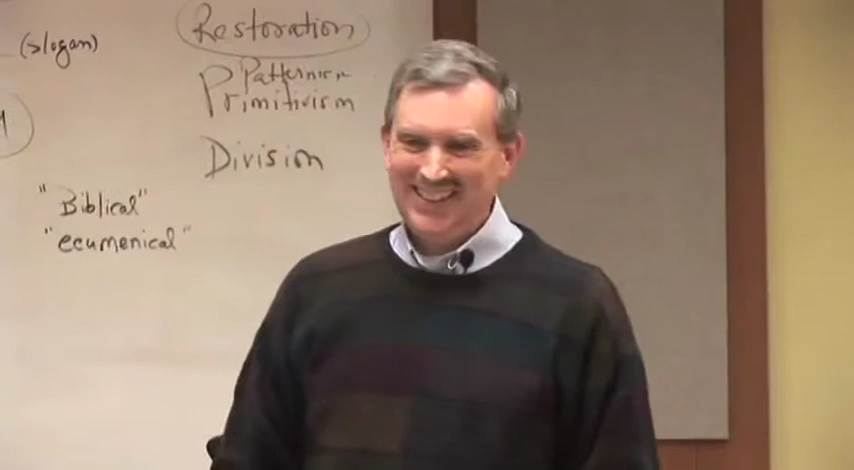 Restoration
(slogan)
Patternism
Primitivism
Division
"Biblical"
"ecumenical"